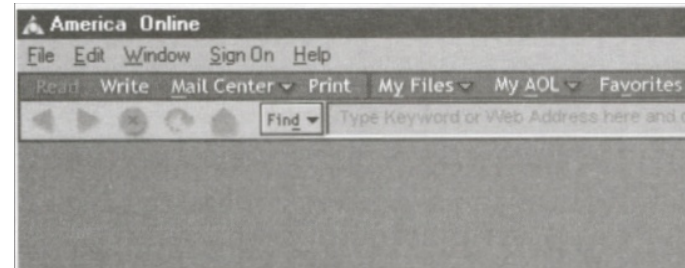 America Online
File Edit Window Sign On Help
Read Write Mail Center Print My Files My AOL Favorites
Find Type Keyword or Web Address here and